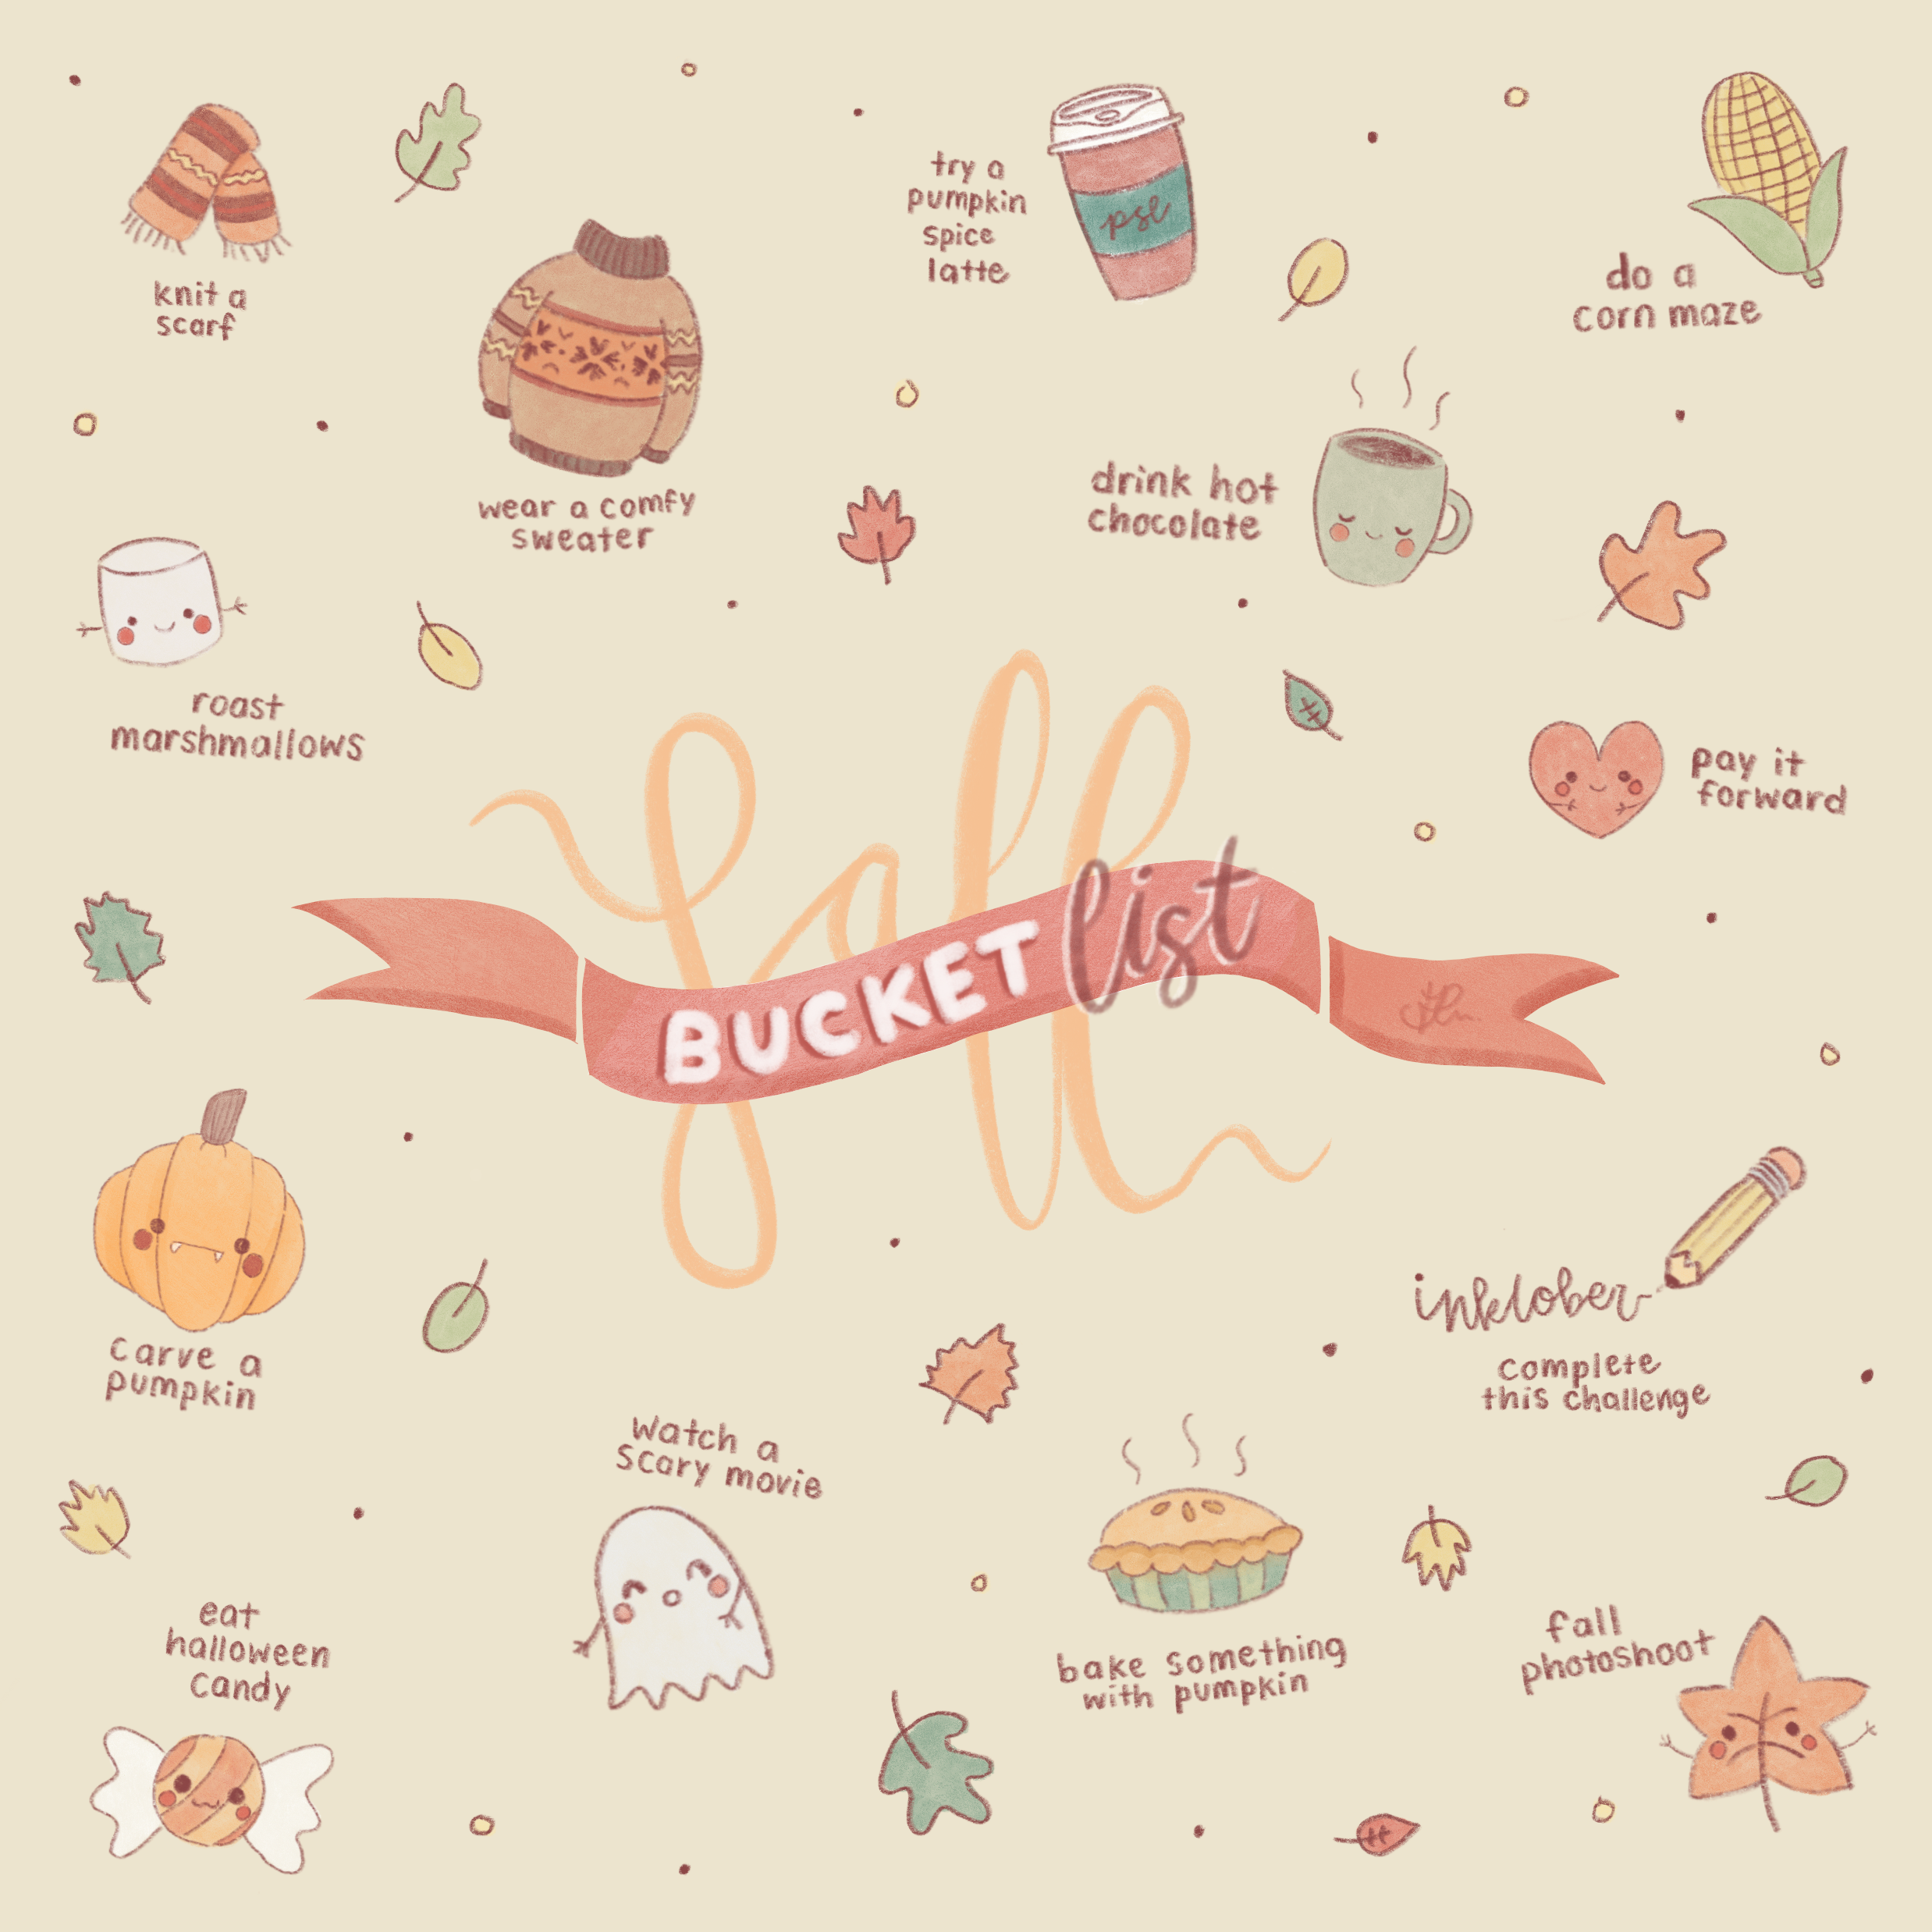 knit a
scarf
wear a comfy
sweater
try a
pumpkin
spice
latte
psl
do a
corn maze
drink hot
chocolate
roast
marshmallows
pay it
forward
fall
BUCKET list
carve a
pumpkin
inktober
complete
this challenge
watch a
scary movie
eat
halloween
candy
bake something
with pumpkin
fall
photoshoot